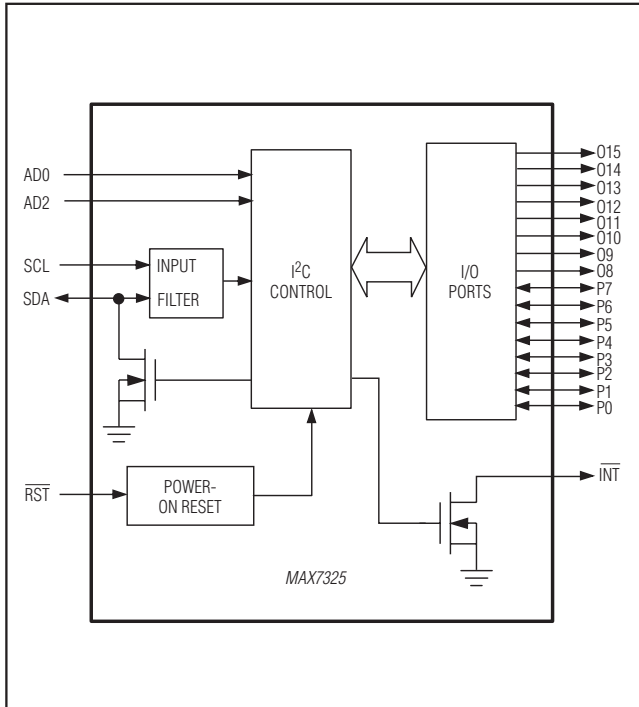 AD0
AD2
SCL
SDA
INPUT
FILTER
I²C
CONTROL
I/O
PORTS
O15
O14
O13
O12
O11
O10
O9
O8
P7
P6
P5
P4
P3
P2
P1
P0
RST
POWER-
ON RESET
INT
MAX7325